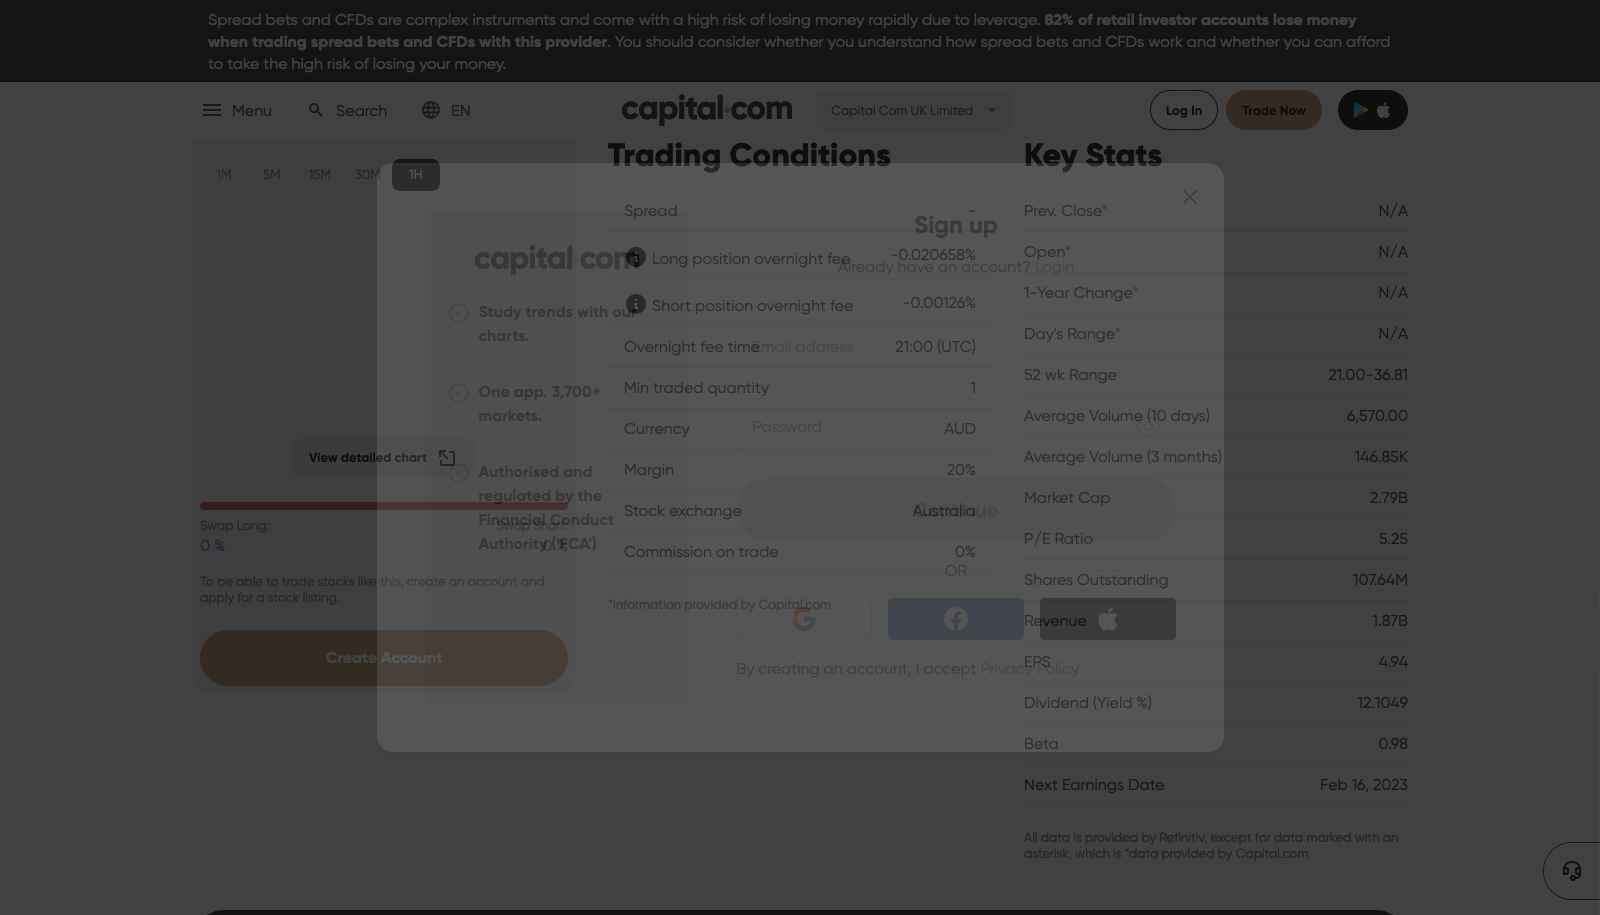 Spread bets and CFDs are complex instruments and come with a high risk of losing money rapidly due to leverage. 82% of retail investor accounts lose money
when trading spread bets and CFDs with this provider. You should consider whether you understand how spread bets and CFDs work and whether you can afford
to take the high risk of losing your money.
Menu
Search
EN
capital.com
Capital Com UK Limited
Log In
Trade Now
1M 5M 15M 30M 1H
View detailed chart
Swap Long:
0 %
Swap Short:
0 %
To be able to trade stocks like this, create an account and
apply for a stock listing.
Create Account
Trading Conditions
Spread -
Long position overnight fee -0.020658%
Short position overnight fee -0.00126%
Overnight fee time 21:00 (UTC)
Min traded quantity 1
Currency AUD
Margin 20%
Stock exchange Australia
Commission on trade 0%
*Information provided by Capital.com
Key Stats
Prev. Close* N/A
Open* N/A
1-Year Change* N/A
Day's Range* N/A
52 wk Range 21.00-36.81
Average Volume (10 days) 6,570.00
Average Volume (3 months) 146.85K
Market Cap 2.79B
P/E Ratio 5.25
Shares Outstanding 107.64M
Revenue 1.87B
EPS 4.94
Dividend (Yield %) 12.1049
Beta 0.98
Next Earnings Date Feb 16, 2023
All data is provided by Refinitiv, except for data marked with an
asterisk, which is *data provided by Capital.com
capital.com
Study trends with our
charts.
One app. 3,700+
markets.
Authorised and
regulated by the
Financial Conduct
Authority ('FCA')
Sign up
Already have an account? Login
Email address
Password
Continue
OR
By creating an account, I accept Privacy Policy